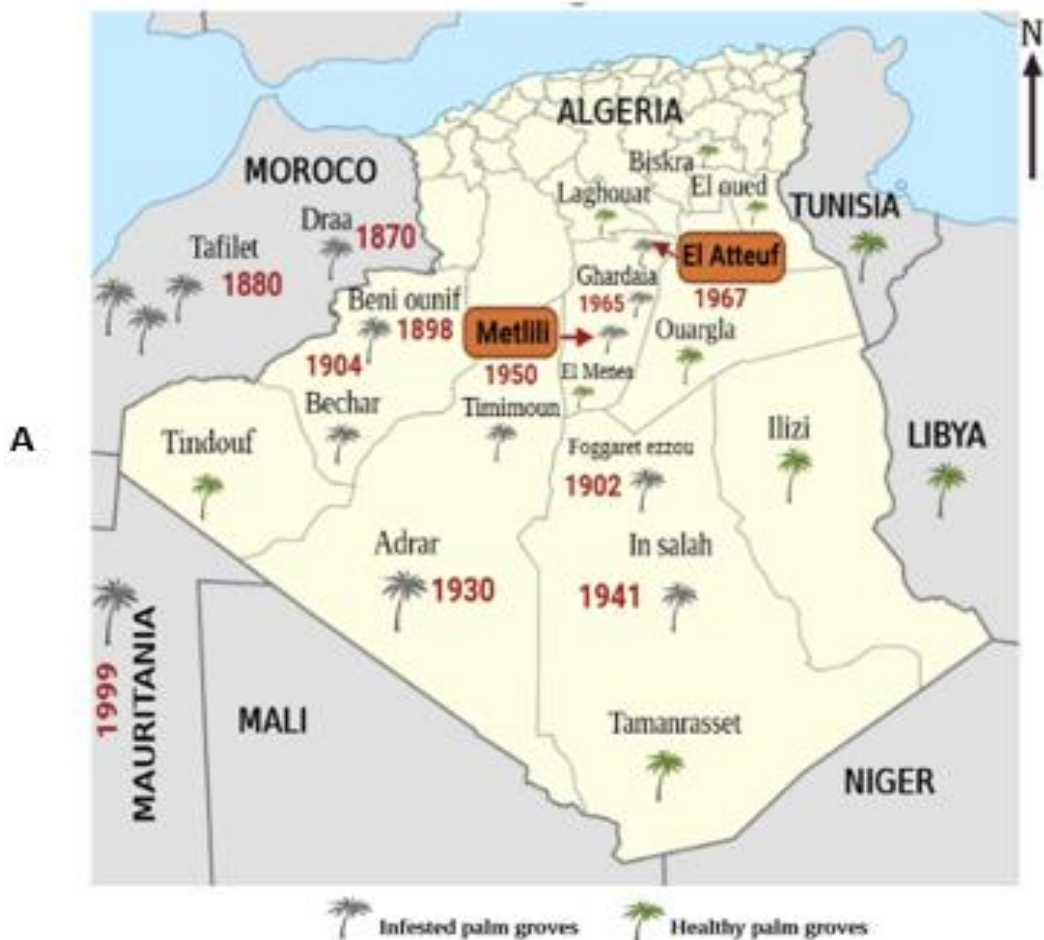 N
ALGERIA
Biskra
MOROCO
Laghouat
El oued
Draa
1870
TUNISIA
Tafilet
1880
El Atteuf
Ghardaia
1965
1967
Beni ounif
1898
Metlili
Ouargla
1904
1950
El Menea
Bechar
Timimoun
Tindouf
Ilizi
LIBYA
A
Foggaret ezzou
1902
Adrar
In salah
1930
1941
MAURITANIA
1999
MALI
Tamanrasset
NIGER
Infested palm groves
Healthy palm groves